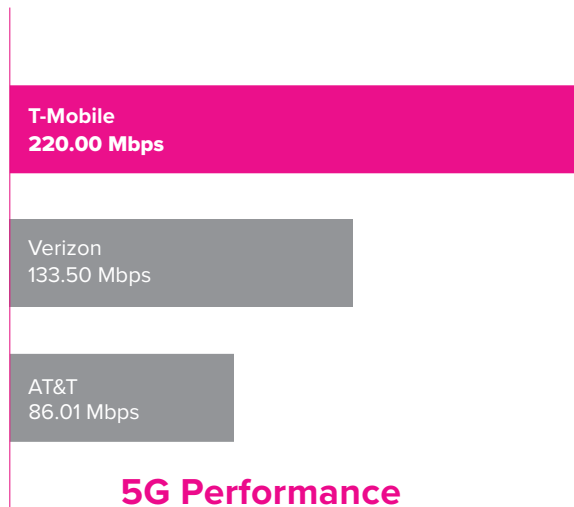 T-Mobile
220.00 Mbps
Verizon
133.50 Mbps
AT&T
86.01 Mbps
5G Performance